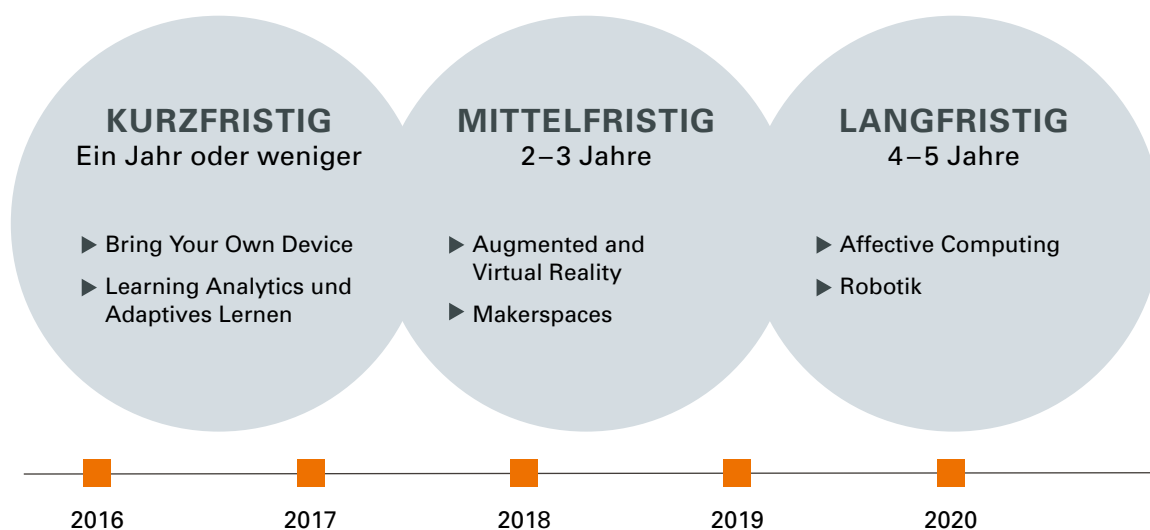 KURZFRISTIG
Ein Jahr oder weniger
▶ Bring Your Own Device
▶ Learning Analytics und
Adaptives Lernen
MITTELFRISTIG
2–3 Jahre
▶ Augmented and
Virtual Reality
▶ Makerspaces
LANGFRISTIG
4–5 Jahre
▶ Affective Computing
▶ Robotik
2016
2017
2018
2019
2020